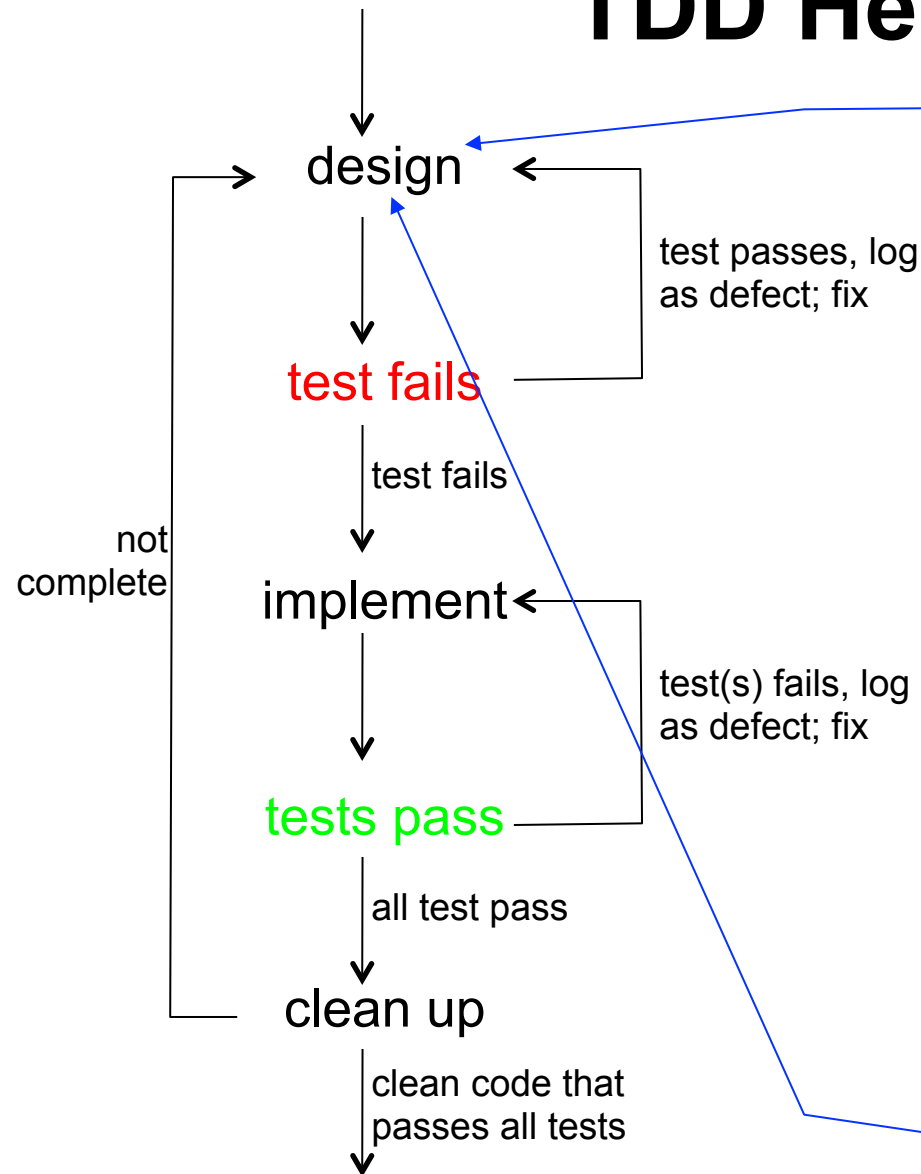 TDD He
design
test passes, log
as defect; fix
test fails
test fails
not
complete
implement
test(s) fails, log
as defect; fix
tests pass
all test pass
clean up
clean code that
passes all tests